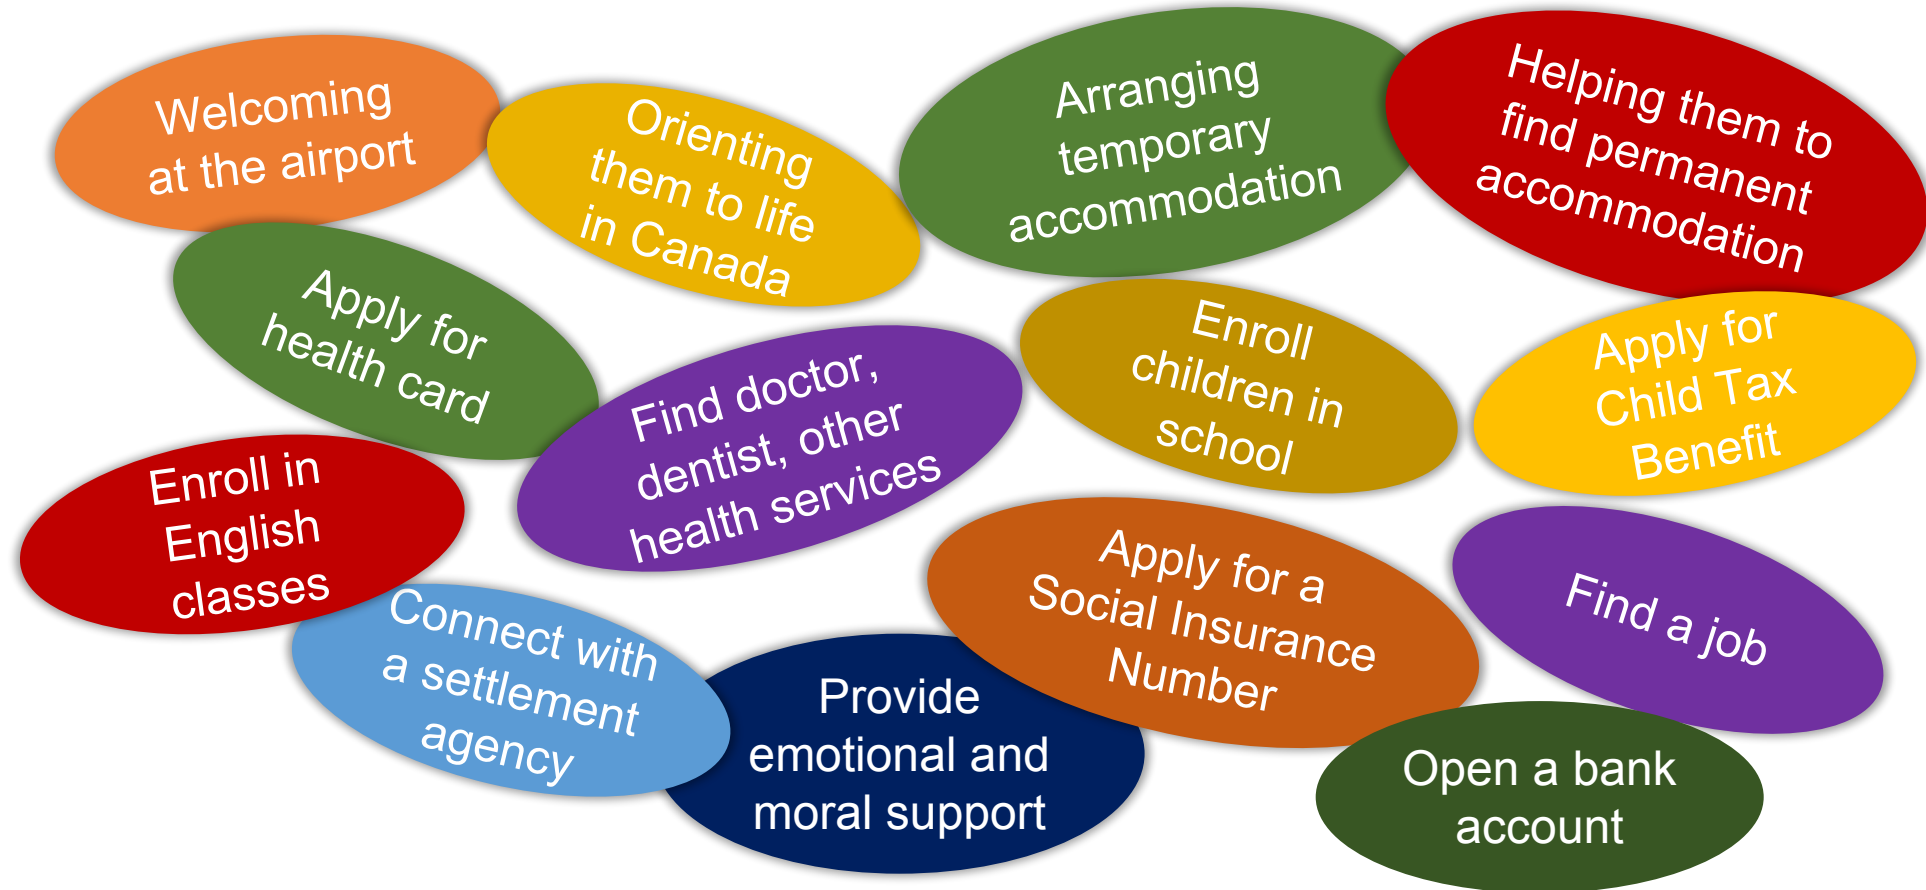 Welcoming
at the airport
Orienting
them to life
in Canada
Arranging
temporary
accommodation
Helping them to
find permanent
accommodation
Apply for
health card
Find doctor,
dentist, other
health services
Enroll
children in
school
Apply for
Child Tax
Benefit
Enroll in
English
classes
Connect with
a settlement
agency
Provide
emotional and
moral support
Apply for a
Social Insurance
Number
Find a job
Open a bank
account